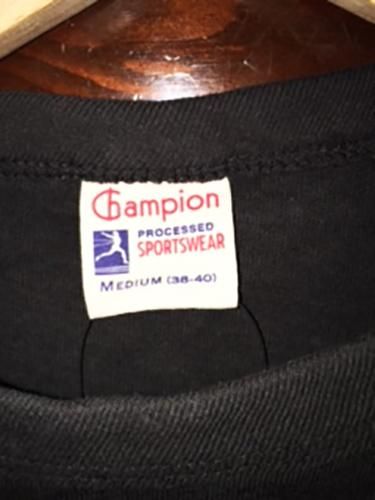 Champion
PROCESSED
SPORTSWEAR
MEDIUM (38-40)